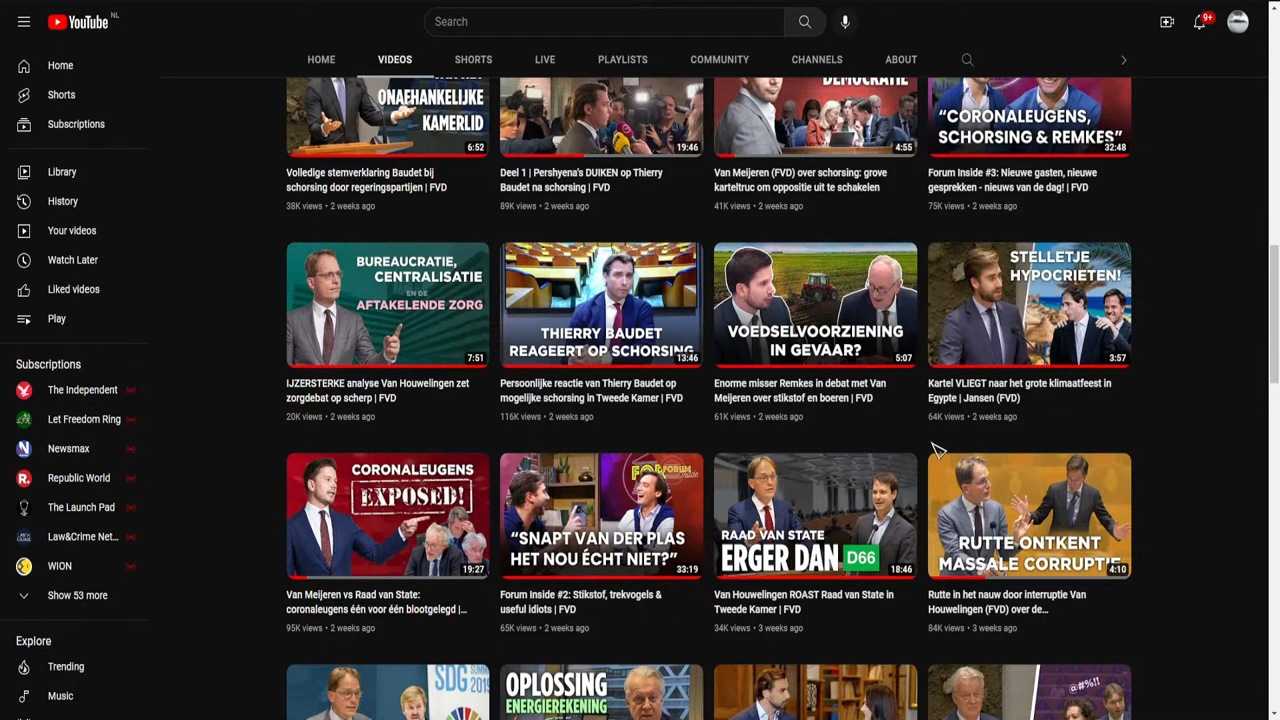 YouTube NL
Search
9+
HOME
VIDEOS
SHORTS
LIVE
PLAYLISTS
COMMUNITY
CHANNELS
ABOUT
Home
Shorts
Subscriptions
Library
History
Your videos
Watch Later
Liked videos
Play
Subscriptions
The Independent
Let Freedom Ring
Newsmax
Republic World
The Launch Pad
Law&Crime Net...
WION
Show 53 more
Explore
Trending
Music
ONAFHANKELIJKE
KAMERLID
6:52
Volledige stemverklaring Baudet bij
schorsing door regeringspartijen | FVD
38K views • 2 weeks ago
19:46
Deel 1 | Pershyena's DUIKEN op Thierry
Baudet na schorsing | FVD
89K views • 2 weeks ago
DEMOCRATIE
4:55
Van Meijeren (FVD) over schorsing: grove
karteltruc om oppositie uit te schakelen
41K views • 2 weeks ago
“CORONALEUGENS,
SCHORSING & REMKES”
32:48
Forum Inside #3: Nieuwe gasten, nieuwe
gesprekken - nieuws van de dag! | FVD
75K views • 2 weeks ago
BUREAUCRATIE,
CENTRALISATIE
EN DE
AFTAKELENDE ZORG
7:51
IJZERSTERKE analyse Van Houwelingen zet
zorgdebat op scherp | FVD
20K views • 2 weeks ago
THIERRY BAUDET
REAGEERT OP SCHORSING
13:46
Persoonlijke reactie van Thierry Baudet op
mogelijke schorsing in Tweede Kamer | FVD
116K views • 2 weeks ago
VOEDSELVOORZIENING
IN GEVAAR?
5:07
Enorme misser Remkes in debat met Van
Meijeren over stikstof en boeren | FVD
61K views • 2 weeks ago
STELLETJE
HYPOCRIETEN!
3:57
Kartel VLIEGT naar het grote klimaatfeest in
Egypte | Jansen (FVD)
64K views • 2 weeks ago
CORONALEUGENS
EXPOSED!
19:27
Van Meijeren vs Raad van State:
coronaleugens één voor één blootgelegd |...
95K views • 2 weeks ago
“SNAPT VAN DER PLAS
HET NOU ÉCHT NIET?”
33:19
Forum Inside #2: Stikstof, trekvogels &
useful idiots | FVD
65K views • 2 weeks ago
RAAD VAN STATE
ERGER DAN D66
18:46
Van Houwelingen ROAST Raad van State in
Tweede Kamer | FVD
34K views • 3 weeks ago
RUTTE ONTKENT
MASSALE CORRUPTIE
4:10
Rutte in het nauw door interruptie Van
Houwelingen (FVD) over de...
84K views • 3 weeks ago
SDG
SUMMIT
2019
OPLOSSING
ENERGIEREKENING
@#%!!